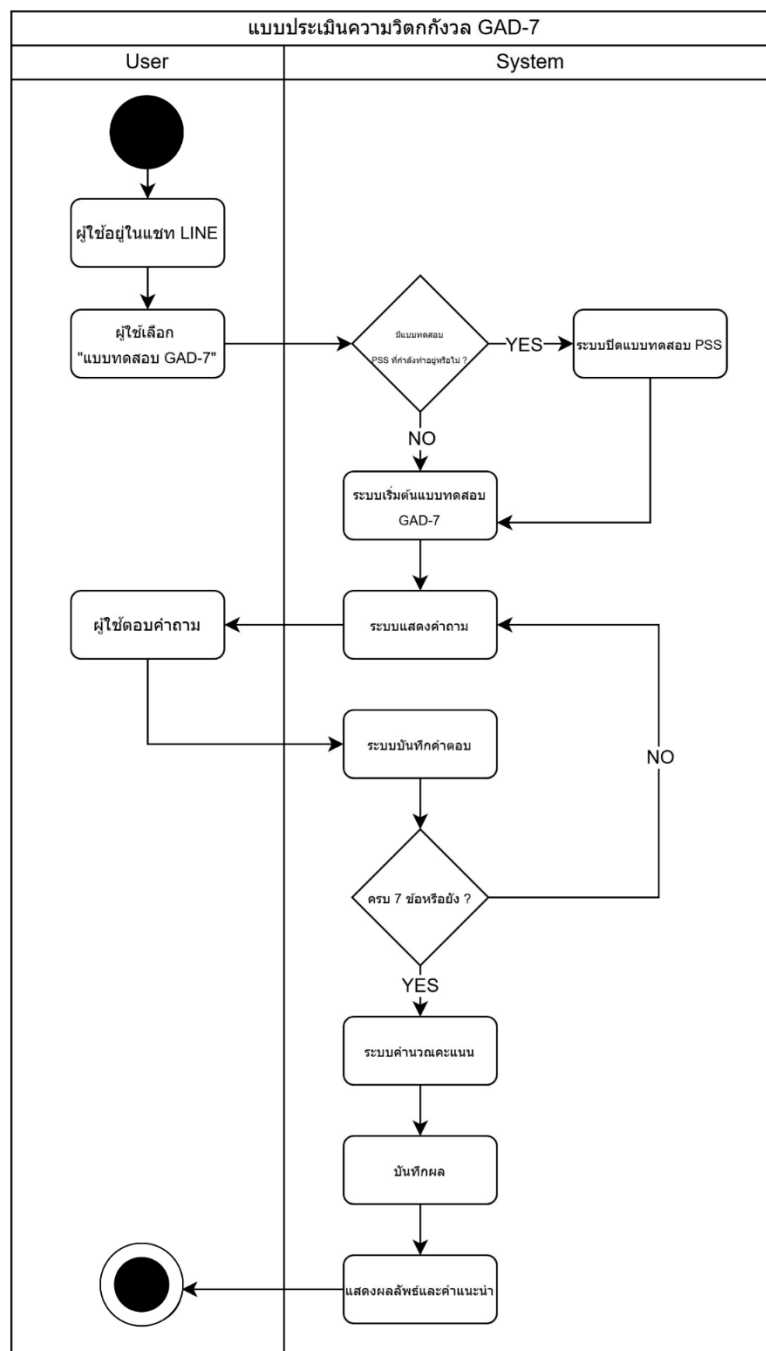 แบบประเมินความวิตกกังวล GAD-7
User
System
ผู้ใช้อยู่ในแชท LINE
ผู้ใช้เลือก
"แบบทดสอบ GAD-7"
มีแบบทดสอบ
PSS ที่กำลังทำอยู่หรือไม่ ?
YES
ระบบปิดแบบทดสอบ PSS
NO
ระบบเริ่มต้นแบบทดสอบ
GAD-7
ผู้ใช้ตอบคำถาม
ระบบแสดงคำถาม
ระบบบันทึกคำตอบ
NO
ครบ 7 ข้อหรือยัง ?
YES
ระบบคำนวณคะแนน
บันทึกผล
แสดงผลลัพธ์และคำแนะนำ